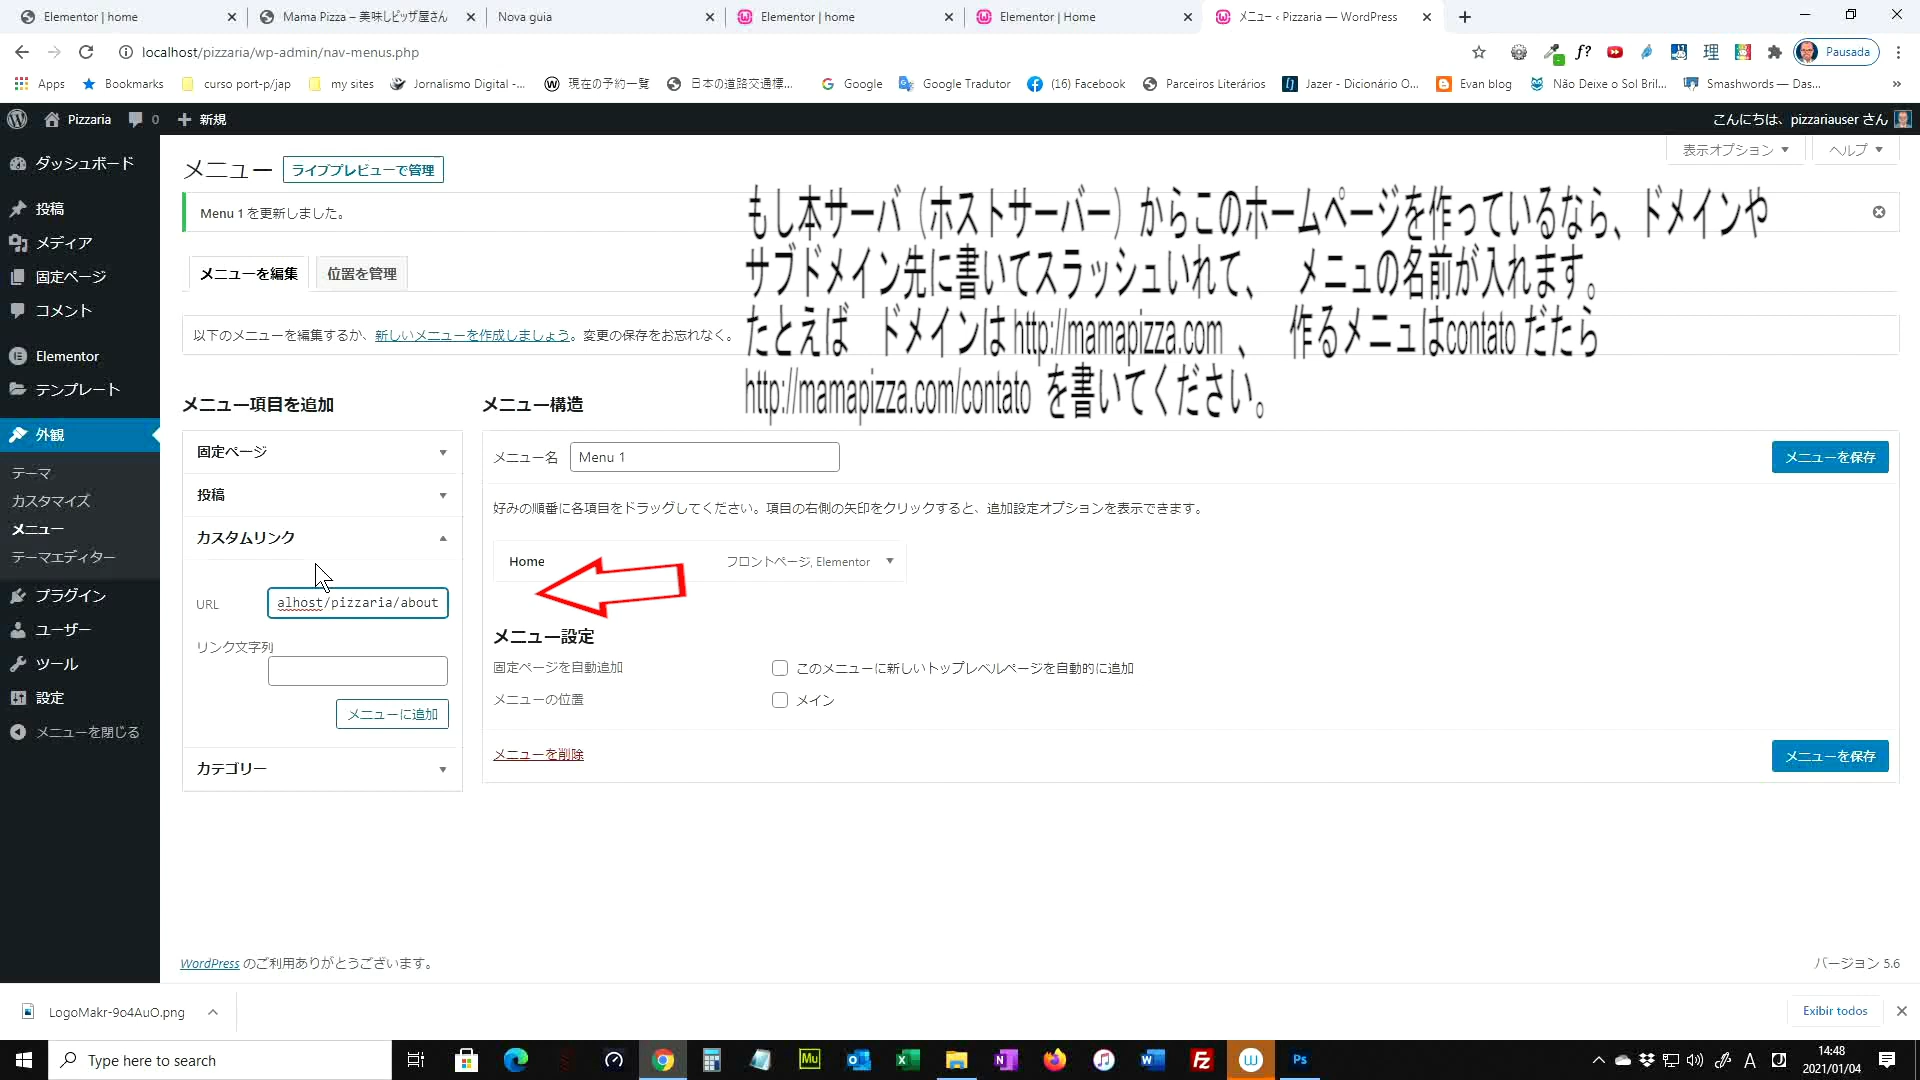 Elementor | home
Mama Pizza – 美味しピッザ屋さん
Nova guia
Elementor | home
Elementor | Home
メニュー ‹ Pizzaria — WordPress
localhost/pizzaria/wp-admin/nav-menus.php
Pausada
Apps
Bookmarks
curso port-p/jap
my sites
Jornalismo Digital -...
現在の予約一覧
日本の道路交通標...
Google
Google Tradutor
(16) Facebook
Parceiros Literários
Jazer - Dicionário O...
Evan blog
Não Deixe o Sol Bril...
Smashwords — Das...
Pizzaria
0
新規
こんにちは、pizzariauser さん
ダッシュボード
投稿
メディア
固定ページ
コメント
Elementor
テンプレート
外観
テーマ
カスタマイズ
メニュー
テーマエディター
プラグイン
ユーザー
ツール
設定
メニューを閉じる
メニュー
ライブプレビューで管理
表示オプション
ヘルプ
Menu 1 を更新しました。
もし本サーバ（ホストサーバー）からこのホームページを作っているなら、ドメインや
サブドメイン先に書いてスラッシュいれて、 メニュの名前が入れます。
たとえば ドメインは http://mamapizza.com 、 作るメニュはcontato だたら
http://mamapizza.com/contato を書いてください。
メニューを編集
位置を管理
以下のメニューを編集するか、新しいメニューを作成しましょう。変更の保存をお忘れなく。
メニュー項目を追加
固定ページ
投稿
カスタムリンク
URL
alhost/pizzaria/about
リンク文字列
メニューに追加
カテゴリー
メニュー構造
メニュー名
Menu 1
メニューを保存
好みの順番に各項目をドラッグしてください。項目の右側の矢印をクリックすると、追加設定オプションを表示できます。
Home
フロントページ, Elementor
メニュー設定
固定ページを自動追加
このメニューに新しいトップレベルページを自動的に追加
メニューの位置
メイン
メニューを削除
メニューを保存
WordPress のご利用ありがとうございます。
バージョン 5.6
LogoMakr-9o4AuO.png
Exibir todos
Type here to search
14:48
2021/01/04